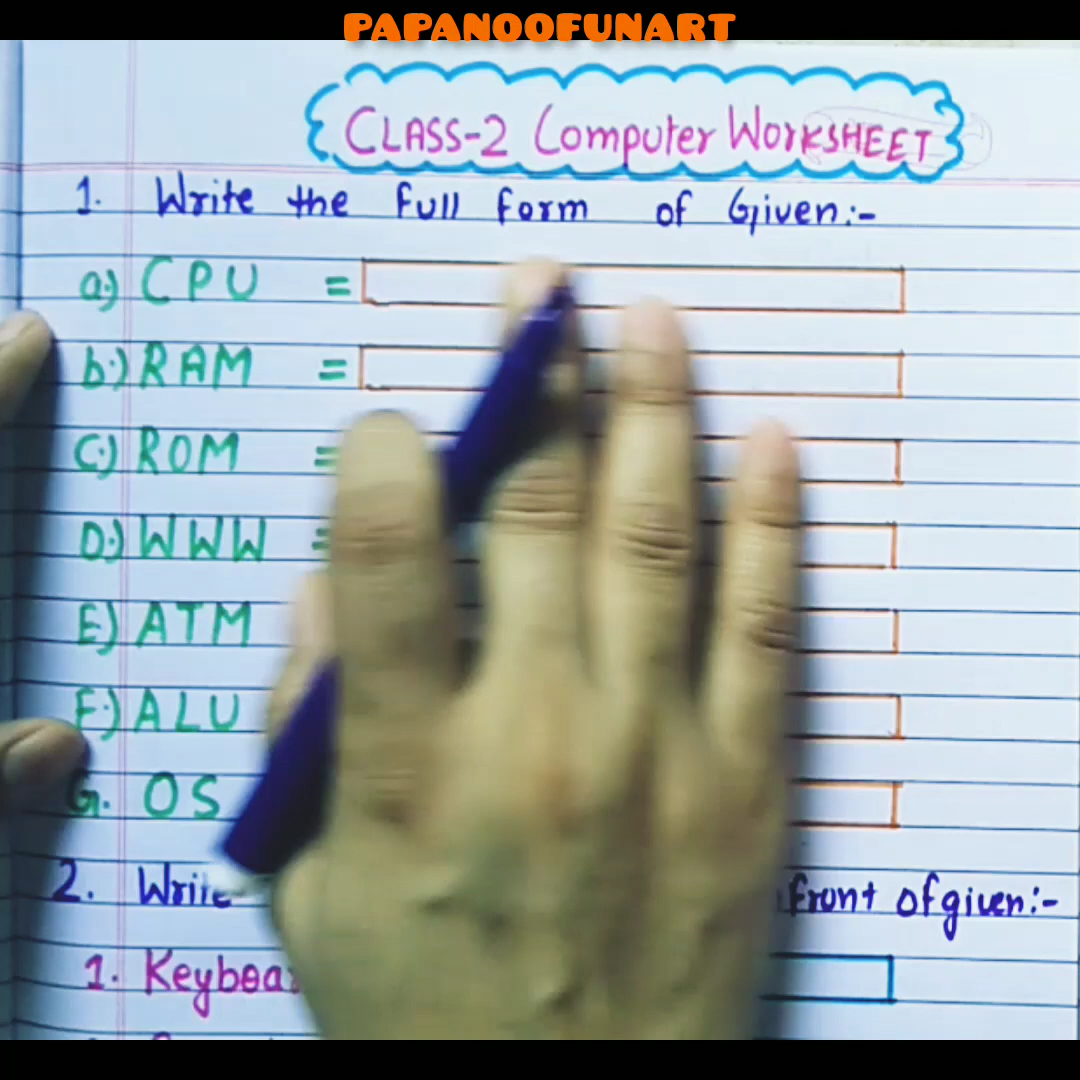 PAPANOOFUNART
CLASS-2 Computer WORKSHEET
1. Write the Full Form of Given:-
a.) CPU =
b.) RAM =
C.) ROM =
D.) WWW =
E.) ATM
F.) ALU
G. OS
2. Write front of given:-
1.